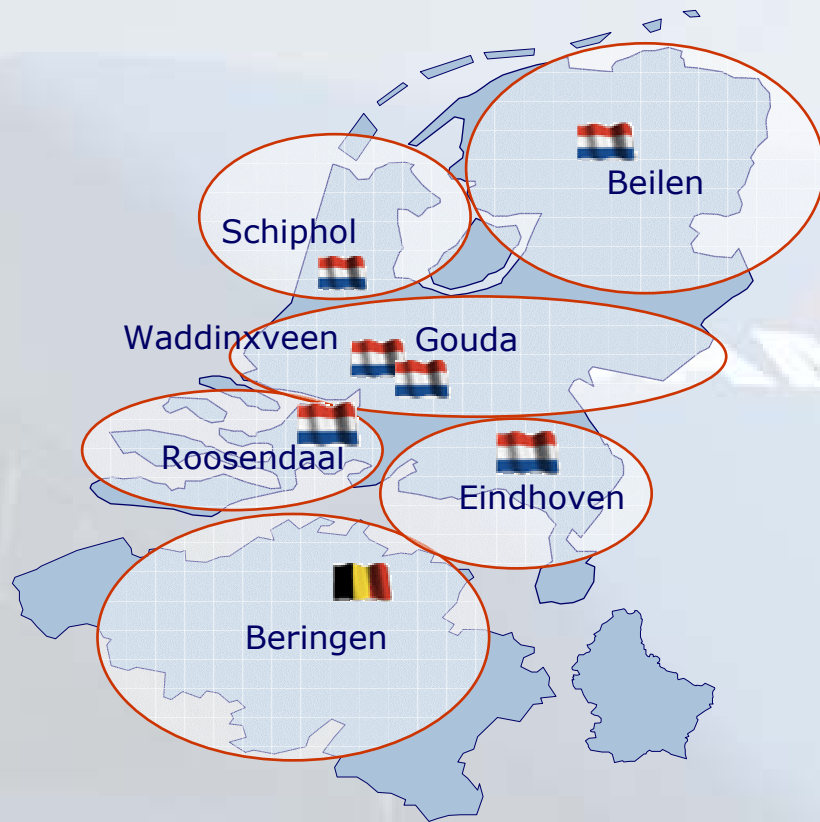 Beilen
Schiphol
Waddinxveen
Gouda
Roosendaal
Eindhoven
Beringen